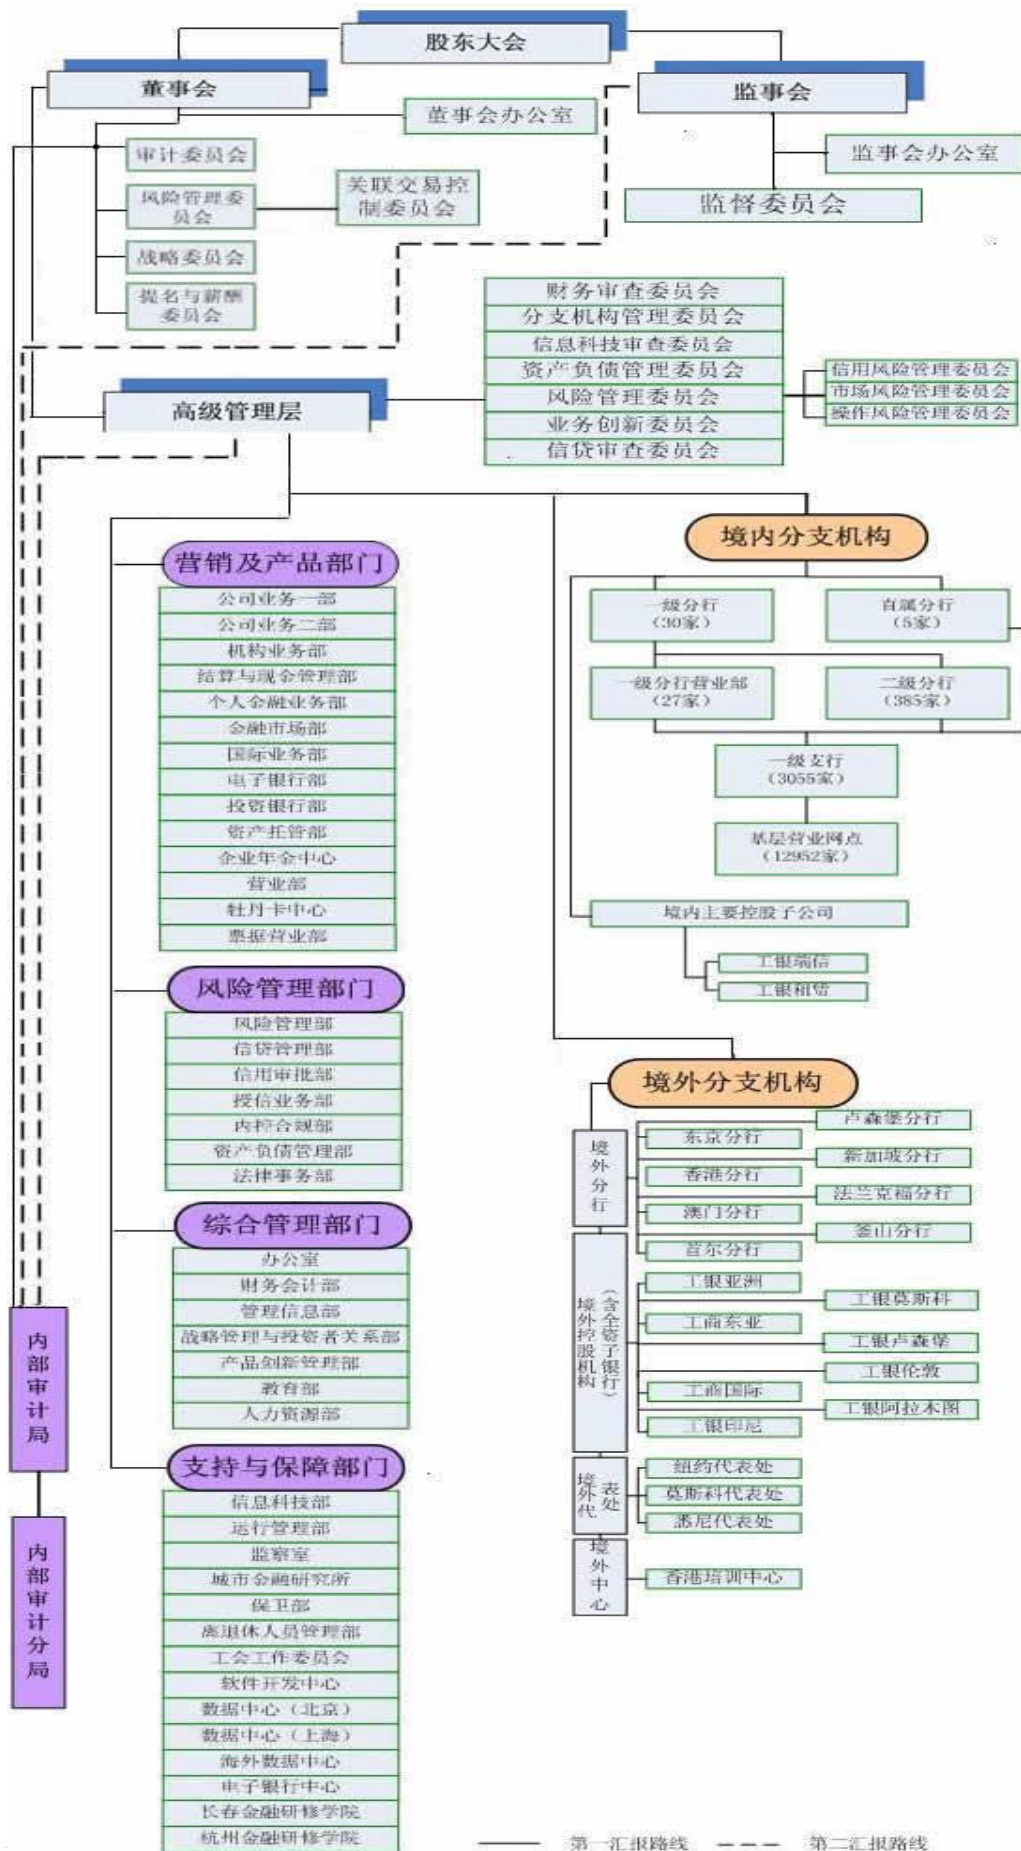 股东大会
董事会
监事会
董事会办公室
监事会办公室
监督委员会
审计委员会
风险管理委
员会
关联交易控
制委员会
战略委员会
提名与薪酬
委员会
财务审查委员会
分支机构管理委员会
信息科技审查委员会
资产负债管理委员会
风险管理委员会
业务创新委员会
信贷审查委员会
信用风险管理委员会
市场风险管理委员会
操作风险管理委员会
高级管理层
营销及产品部门
公司业务一部
公司业务二部
机构业务部
结算与现金管理部
个人金融业务部
金融市场部
国际业务部
电子银行部
投资银行部
资产托管部
企业年金中心
营业部
牡丹卡中心
票据营业部
风险管理部门
风险管理部
信贷管理部
信用审批部
授信业务部
内控合规部
资产负债管理部
法律事务部
综合管理部门
办公室
财务会计部
管理信息部
战略管理与投资者关系部
产品创新管理部
教育部
人力资源部
支持与保障部门
信息科技部
运行管理部
监察室
城市金融研究所
保卫部
离退休人员管理部
工会工作委员会
软件开发中心
数据中心（北京）
数据中心（上海）
海外数据中心
电子银行中心
长春金融研修学院
杭州金融研修学院
内部审计局
内部审计分局
境内分支机构
一级分行
（30家）
直属分行
（5家）
一级分行营业部
（27家）
二级分行
（385家）
一级支行
（3055家）
基层营业网点
（12952家）
境内主要控股子公司
工银瑞信
工银租赁
境外分支机构
境外分行
卢森堡分行
东京分行
新加坡分行
香港分行
法兰克福分行
澳门分行
釜山分行
首尔分行
境外控股机构
（含全资子银行）
工银亚洲
工银莫斯科
工商东亚
工银卢森堡
工银伦敦
工商国际
工银阿拉木图
工银印尼
境外代表处
纽约代表处
莫斯科代表处
悉尼代表处
境外中心
香港培训中心
第一汇报路线
第二汇报路线